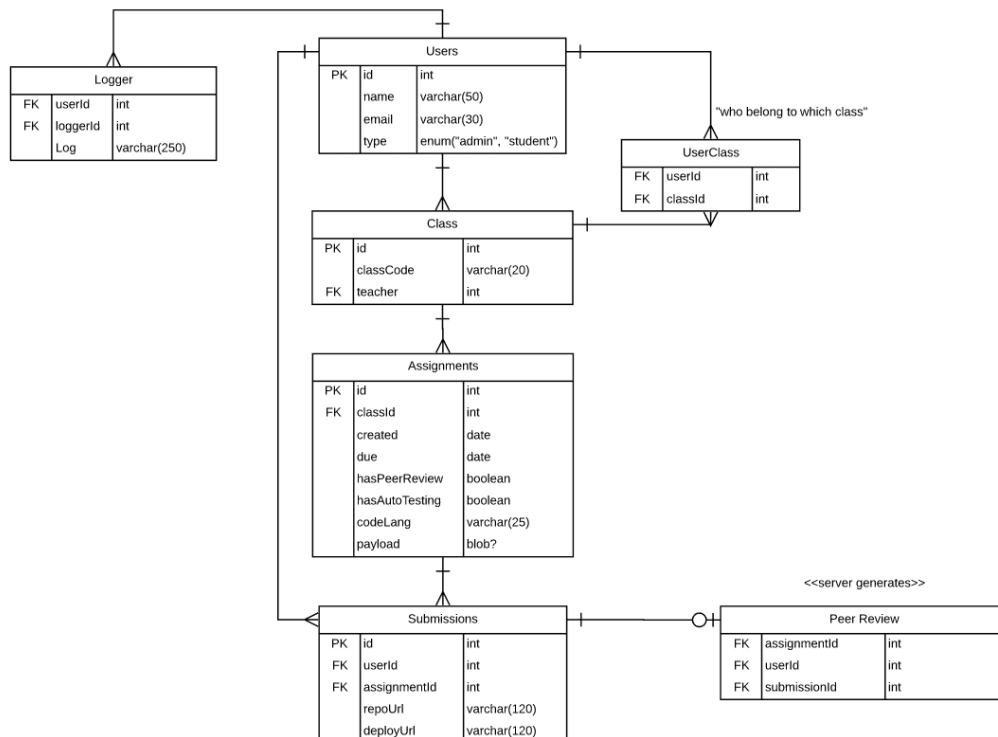 Users
PK id int
name varchar(50)
email varchar(30)
type enum("admin", "student")
Logger
FK userId int
FK loggerId int
Log varchar(250)
"who belong to which class"
UserClass
FK userId int
FK classId int
Class
PK id int
classCode varchar(20)
FK teacher int
Assignments
PK id int
FK classId int
created date
due date
hasPeerReview boolean
hasAutoTesting boolean
codeLang varchar(25)
payload blob?
<<server generates>>
Submissions
PK id int
FK userId int
FK assignmentId int
repoUrl varchar(120)
deployUrl varchar(120)
Peer Review
FK assignmentId int
FK userId int
FK submissionId int